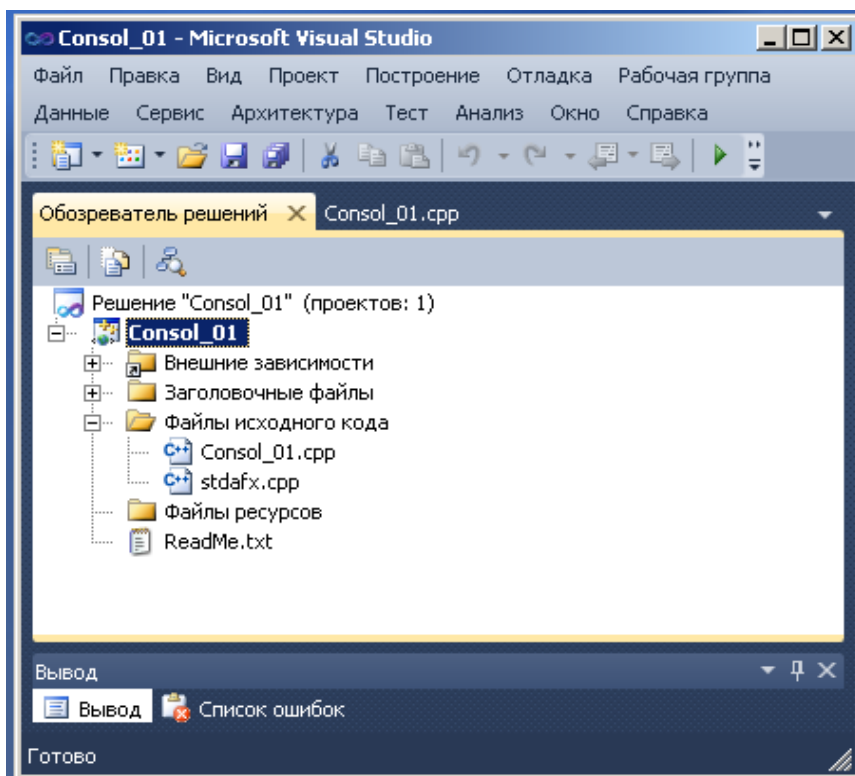 Consol_01 - Microsoft Visual Studio
Файл Правка Вид Проект Построение Отладка Рабочая группа
Данные Сервис Архитектура Тест Анализ Окно Справка
Обозреватель решений Consol_01.cpp
Решение "Consol_01" (проектов: 1)
Consol_01
Внешние зависимости
Заголовочные файлы
Файлы исходного кода
Consol_01.cpp
stdafx.cpp
Файлы ресурсов
ReadMe.txt
Вывод
Вывод Список ошибок
Готово